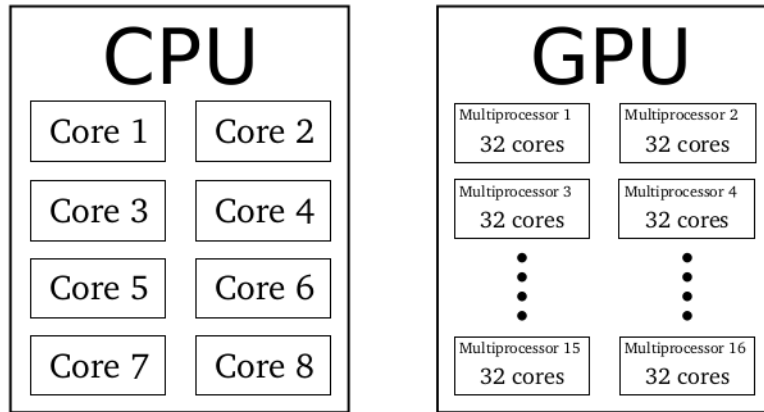 CPU
Core 1
Core 2
Core 3
Core 4
Core 5
Core 6
Core 7
Core 8
GPU
Multiprocessor 1
32 cores
Multiprocessor 2
32 cores
Multiprocessor 3
32 cores
Multiprocessor 4
32 cores
Multiprocessor 15
32 cores
Multiprocessor 16
32 cores